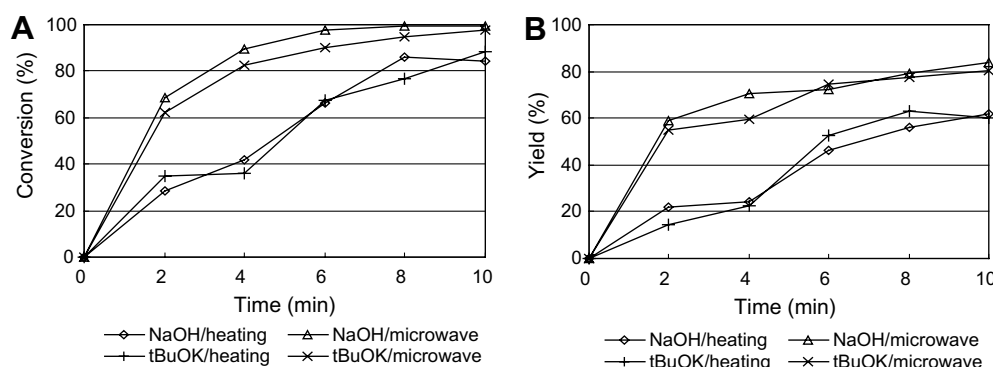 A
Conversion (%)
100
80
60
40
20
0
0 2 4 6 8 10
Time (min)
NaOH/heating NaOH/microwave
tBuOK/heating tBuOK/microwave
B
Yield (%)
100
80
60
40
20
0
0 2 4 6 8 10
Time (min)
NaOH/heating NaOH/microwave
tBuOK/heating tBuOK/microwave